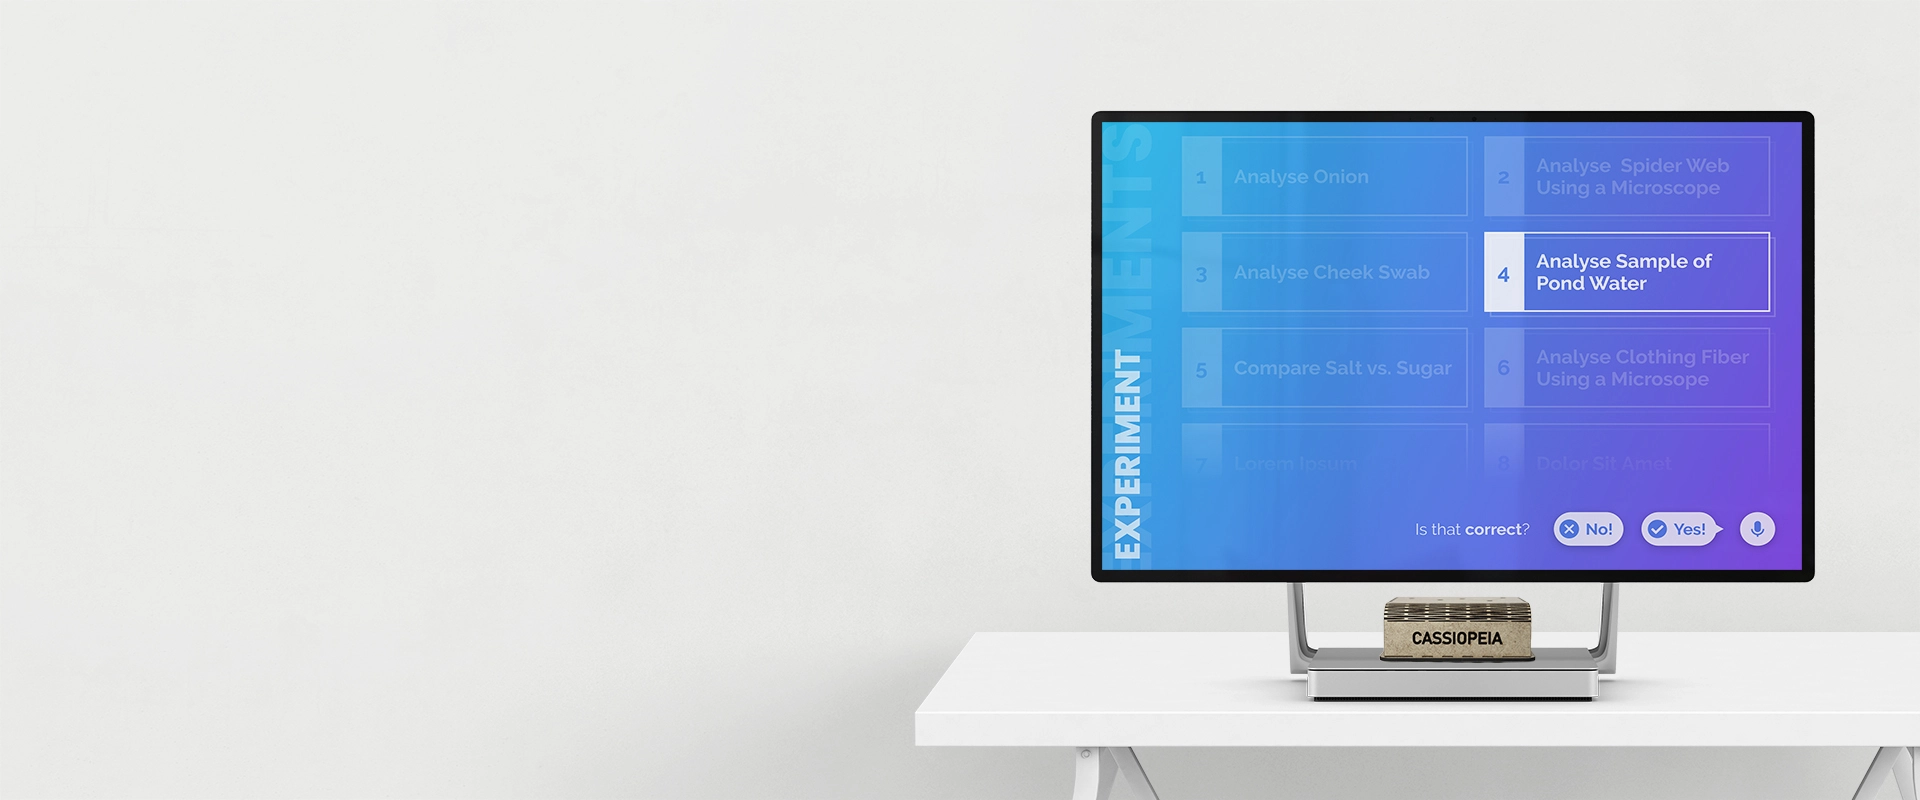 EXPERIMENTS
EXPERIMENT
1
Analyse Onion
2
Analyse Spider Web
Using a Microscope
3
Analyse Cheek Swab
4
Analyse Sample of
Pond Water
5
Compare Salt vs. Sugar
6
Analyse Clothing Fiber
Using a Microsope
7
Lorem Ipsum
8
Dolor Sit Amet
Is that correct?
No!
Yes!
CASSIOPEIA